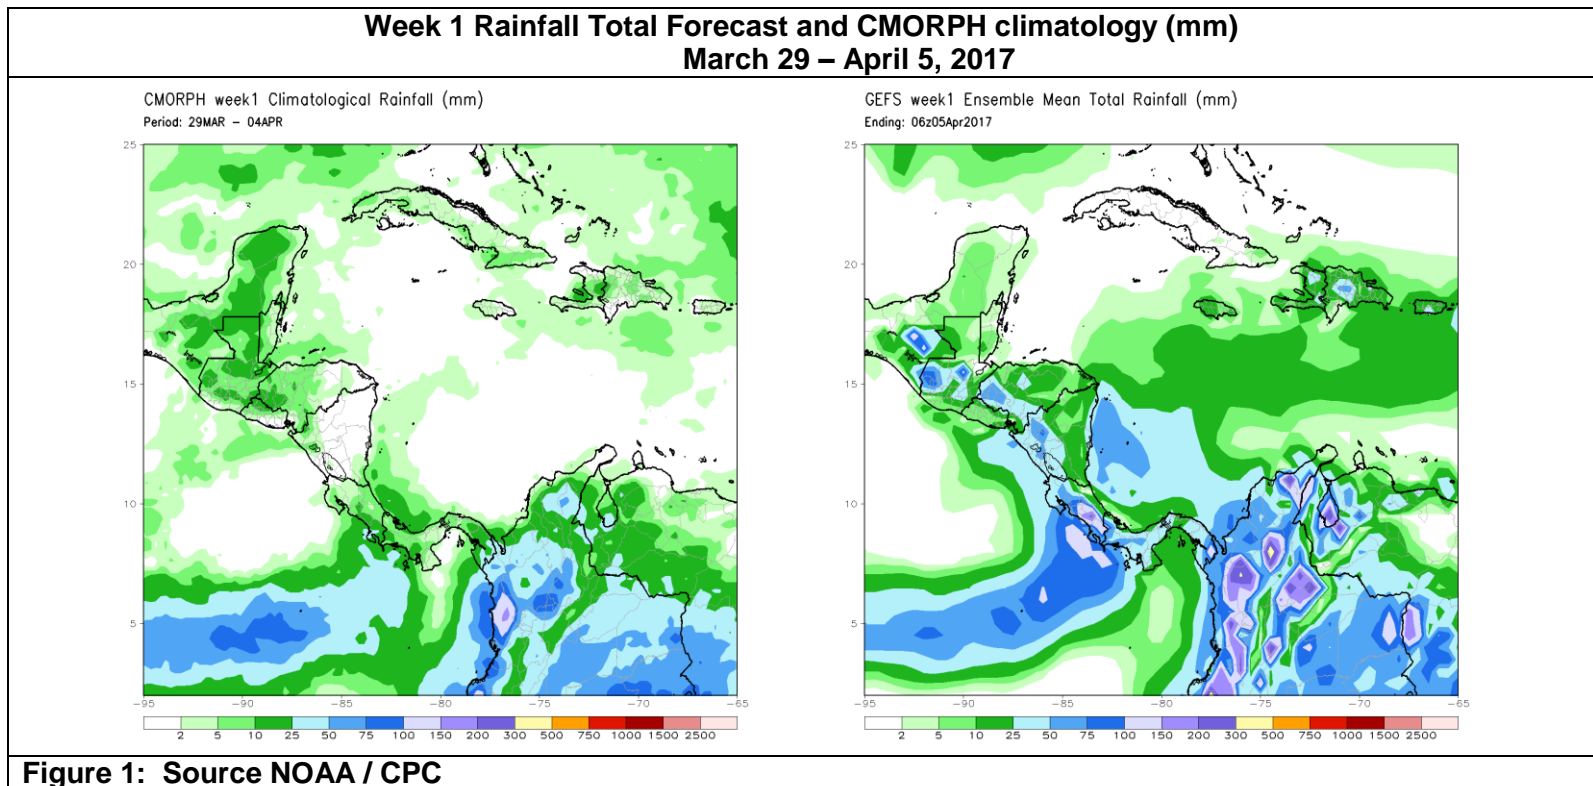 Week 1 Rainfall Total Forecast and CMORPH climatology (mm)
March 29 – April 5, 2017
CMORPH week1 Climatological Rainfall (mm)
Period: 29MAR – 04APR
25
20
15
10
5
−95 −90 −85 −80 −75 −70 −65
2 5 10 25 50 75 100 150 200 300 500 750 1000 1500 2500
GEFS week1 Ensemble Mean Total Rainfall (mm)
Ending: 06z05Apr2017
25
20
15
10
5
−95 −90 −85 −80 −75 −70 −65
2 5 10 25 50 75 100 150 200 300 500 750 1000 1500 2500
Figure 1: Source NOAA / CPC